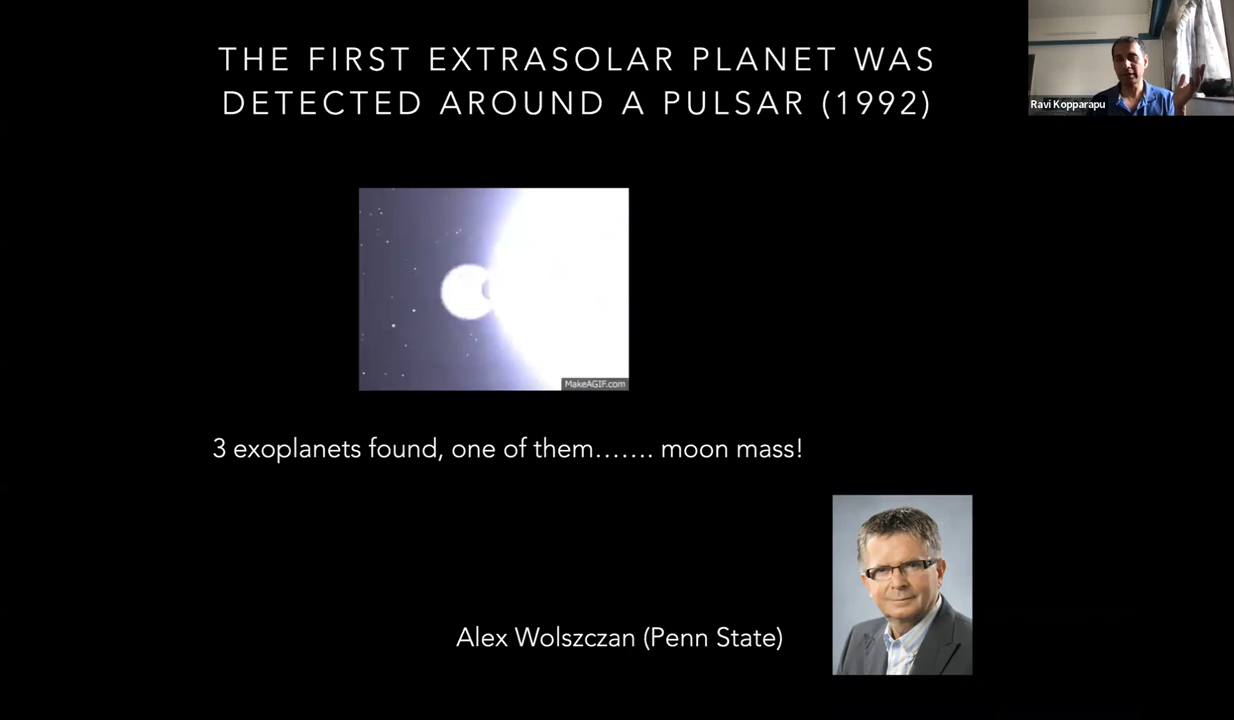 THE FIRST EXTRASOLAR PLANET WAS
DETECTED AROUND A PULSAR (1992)
Ravi Kopparapu
MakeAGIF.com
3 exoplanets found, one of them....... moon mass!
Alex Wolszczan (Penn State)